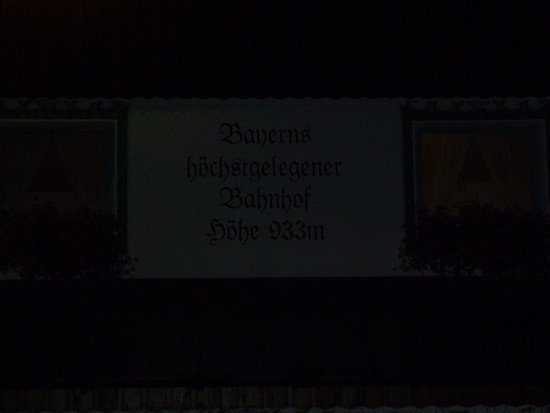 Bayerns
höchstgelegener
Bahnhof
Höhe 933m